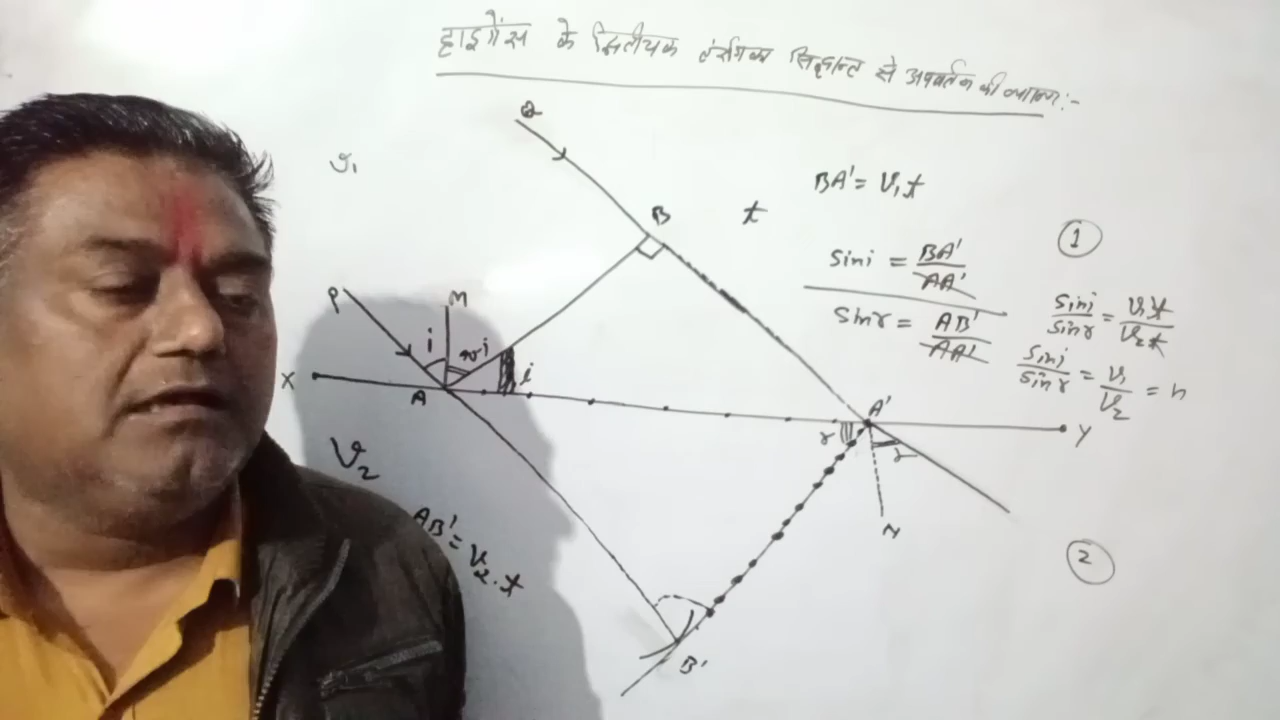 हाइगेंस के द्वितीयक तरंगिका सिद्धान्त से अपवर्तन की व्याख्या :-
Q
v₁
B
t
BA' = v₁t
1
sin i = BA'/AA'
sin r = AB'/AA'
sin i/sin r = v₁t/v₂t
sin i/sin r = v₁/v₂ = n
P
M
i
i
i
X
A
A'
Y
r
r
N
v₂
AB' = v₂.t
2
B'